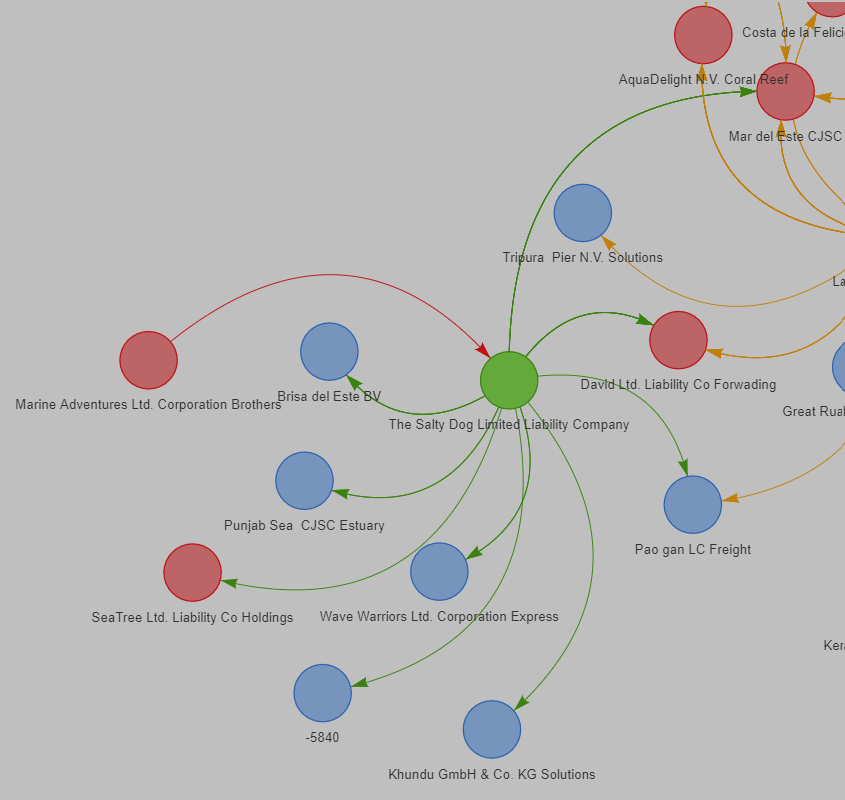 Costa de la Felici
AquaDelight N.V. Coral Reef
Mar del Este CJSC
Tripura  Pier N.V. Solutions
La
David Ltd. Liability Co Forwading
Marine Adventures Ltd. Corporation Brothers
Brisa del Este BV
Great Rual
The Salty Dog Limited Liability Company
Punjab Sea  CJSC Estuary
Pao gan LC Freight
SeaTree Ltd. Liability Co Holdings
Wave Warriors Ltd. Corporation Express
Kera
-5840
Khundu GmbH & Co. KG Solutions